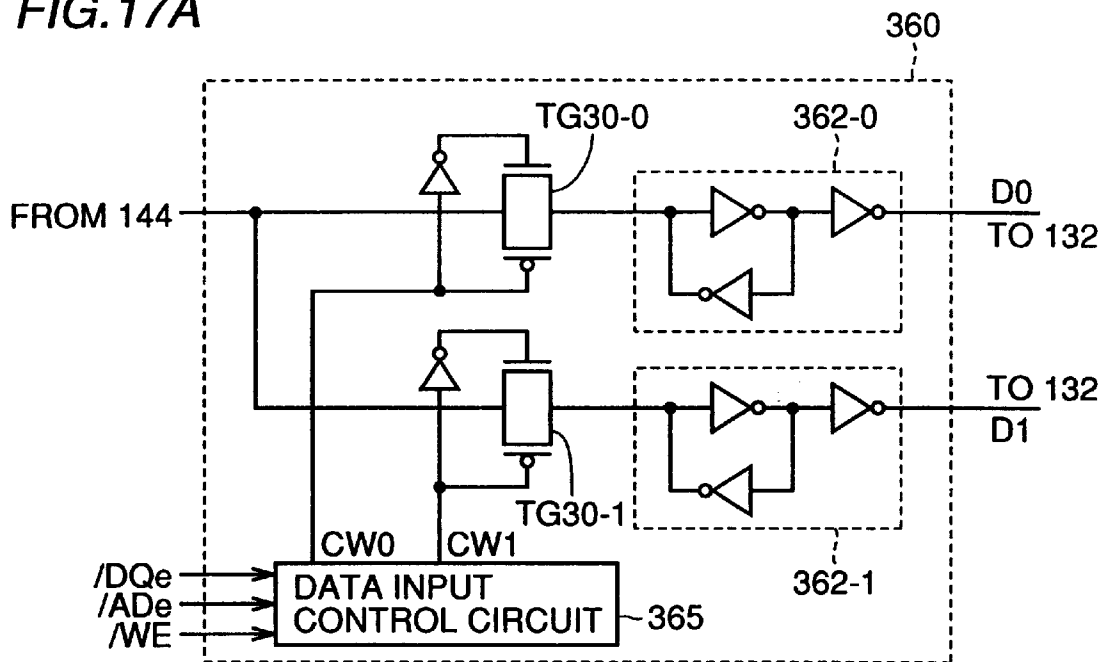 FIG.17A
360
TG30-0
362-0
FROM 144
D0
TO 132
TO 132
D1
TG30-1
CW0
CW1
362-1
/DQe
/ADe
/WE
DATA INPUT
CONTROL CIRCUIT
365